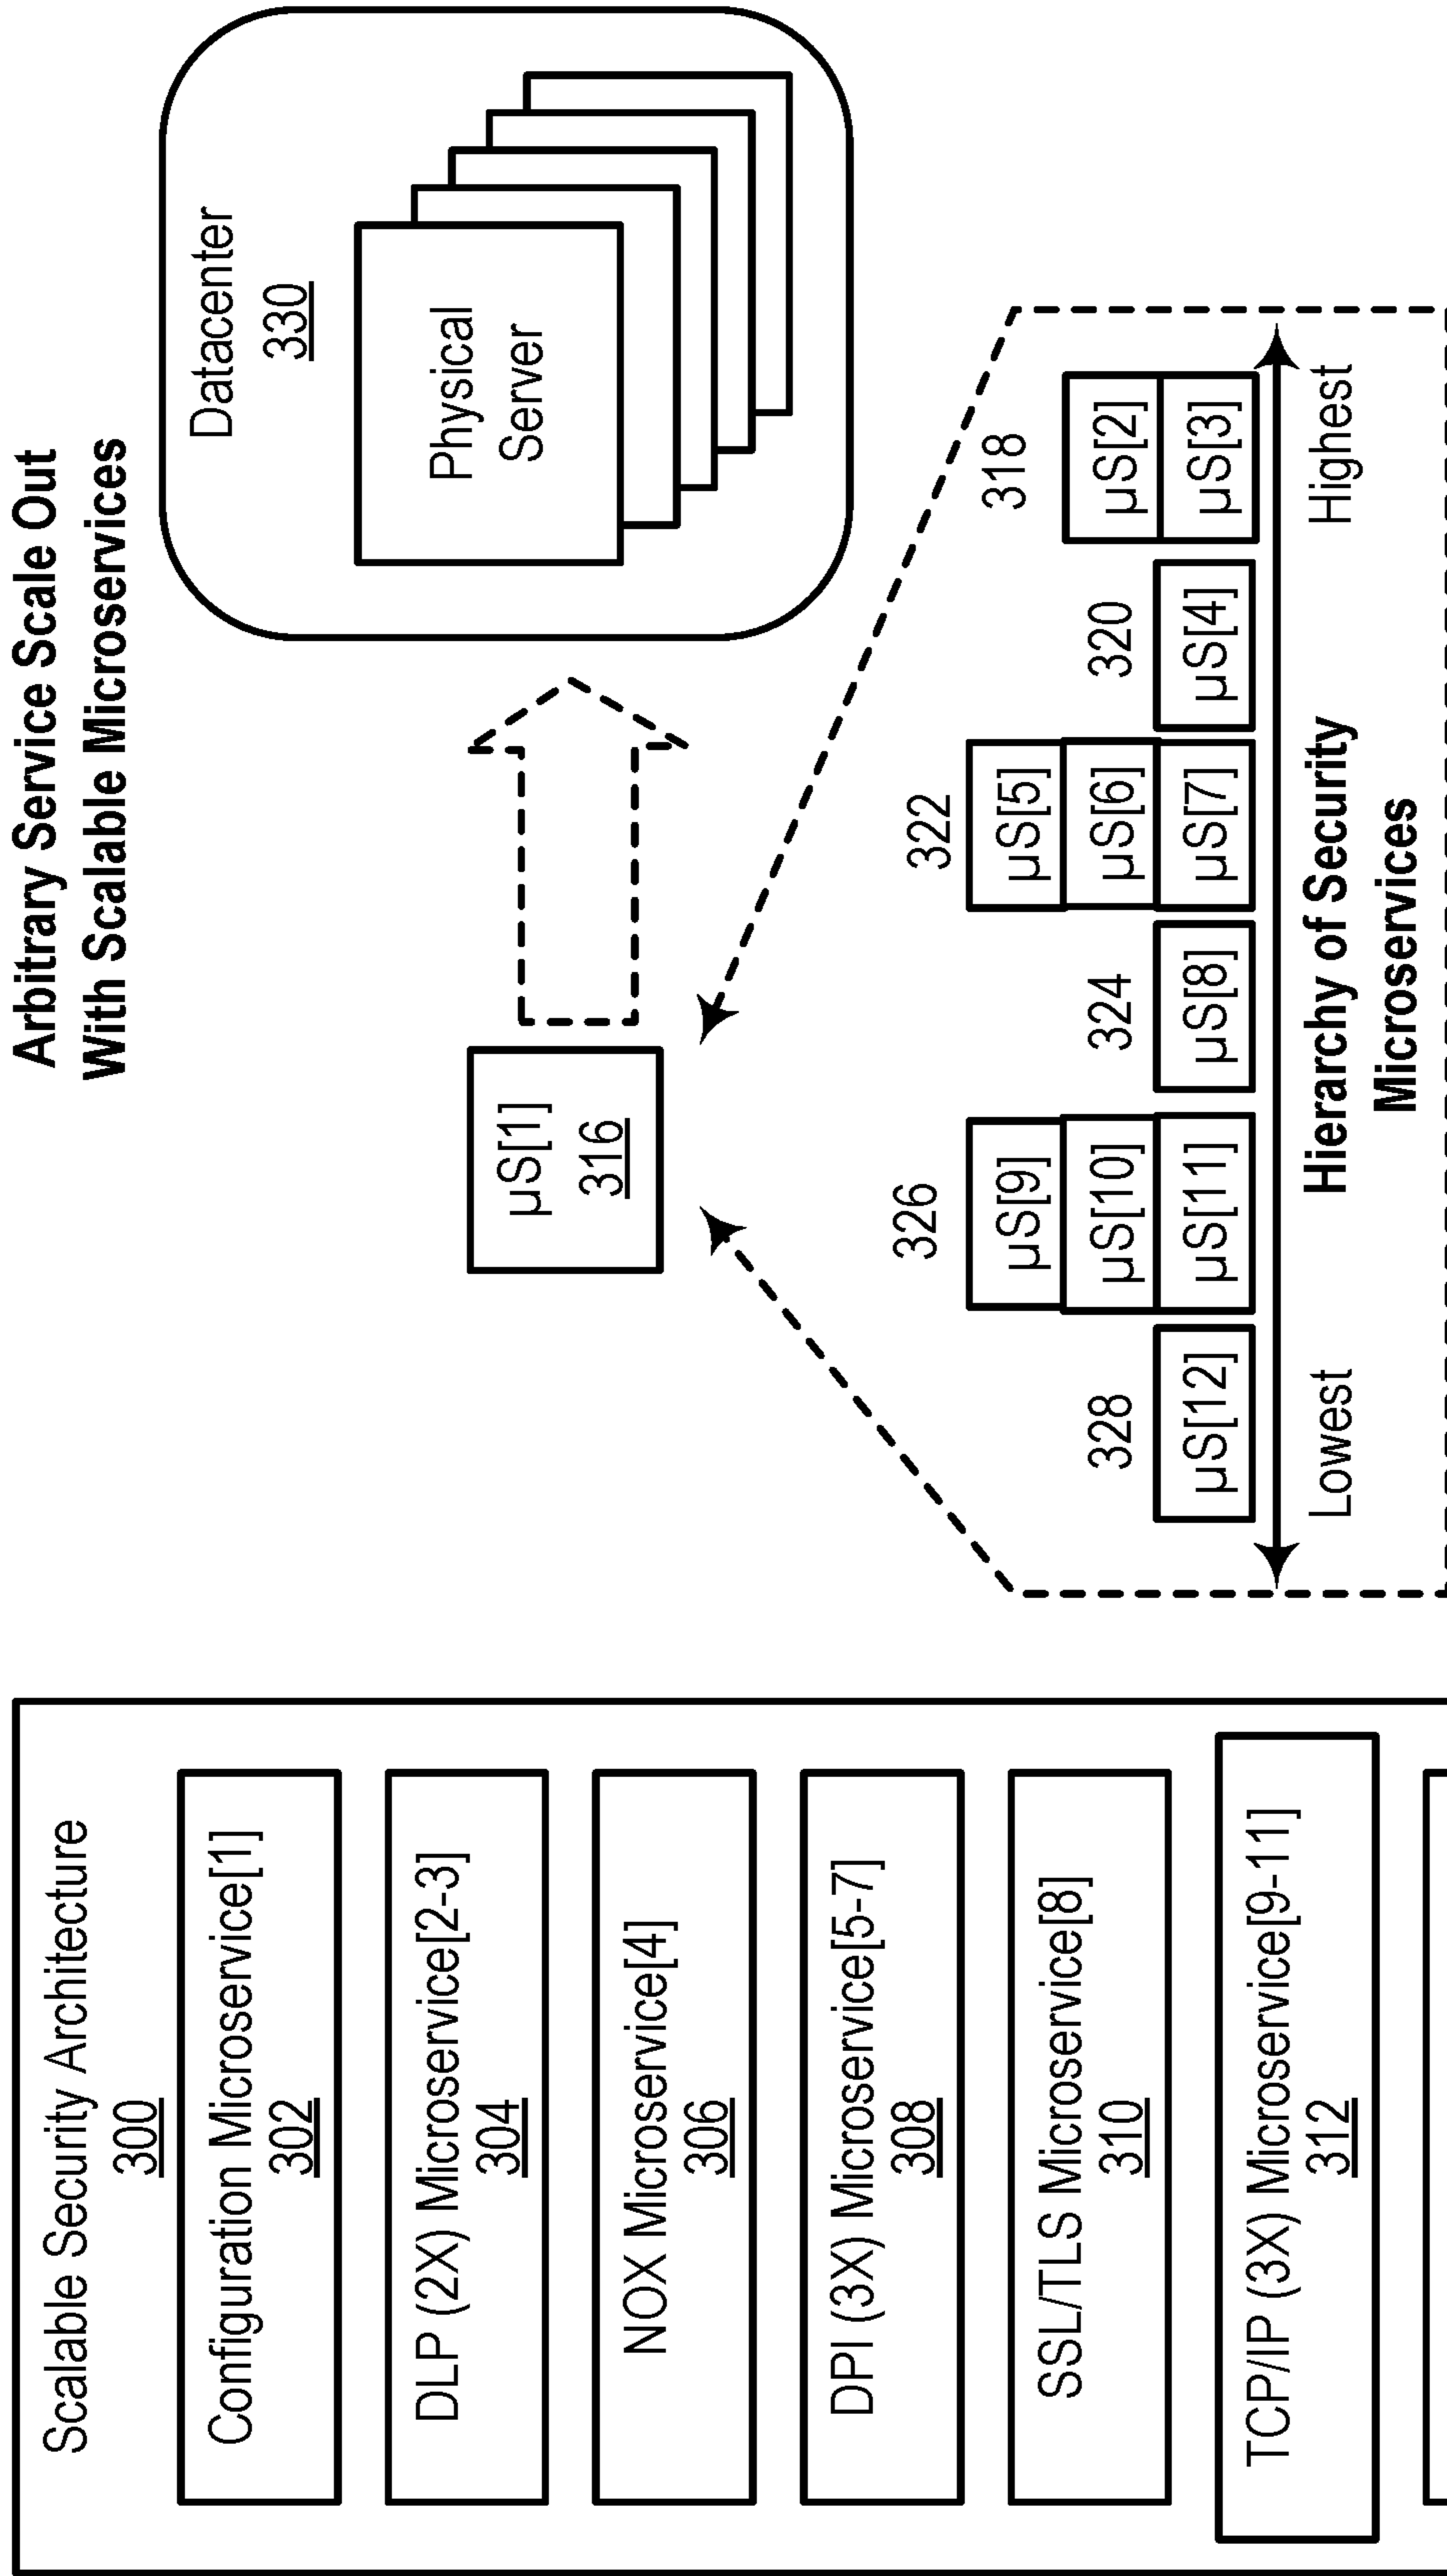 Scalable Security Architecture
300
Configuration Microservice[1]
302
DLP (2X) Microservice[2-3]
304
NOX Microservice[4]
306
DPI (3X) Microservice[5-7]
308
SSL/TLS Microservice[8]
310
TCP/IP (3X) Microservice[9-11]
312
Arbitrary Service Scale Out
With Scalable Microservices
µS[1]
316
Datacenter
330
Physical
Server
328
µS[12]
326
µS[9]
µS[10]
µS[11]
324
µS[8]
322
µS[5]
µS[6]
µS[7]
320
µS[4]
318
µS[2]
µS[3]
Lowest
Highest
Hierarchy of Security
Microservices